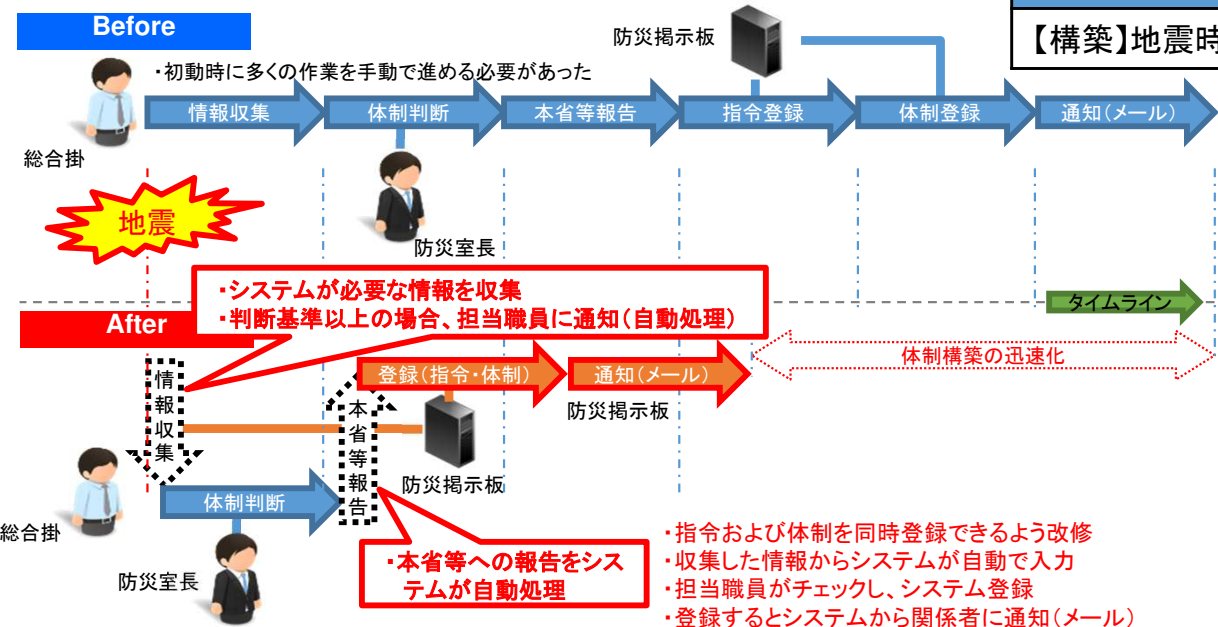 Before
防災掲示板
【構築】地震時
・初動時に多くの作業を手動で進める必要があった
情報収集
体制判断
本省等報告
指令登録
体制登録
通知（メール）
総合掛
地震
防災室長
・システムが必要な情報を収集
・判断基準以上の場合、担当職員に通知（自動処理）
タイムライン
After
体制構築の迅速化
情報収集
登録（指令・体制）
通知（メール）
本省等報告
防災掲示板
防災掲示板
体制判断
総合掛
防災室長
・本省等への報告をシス
テムが自動処理
・指令および体制を同時登録できるよう改修
・収集した情報からシステムが自動で入力
・担当職員がチェックし、システム登録
・登録するとシステムから関係者に通知（メール）